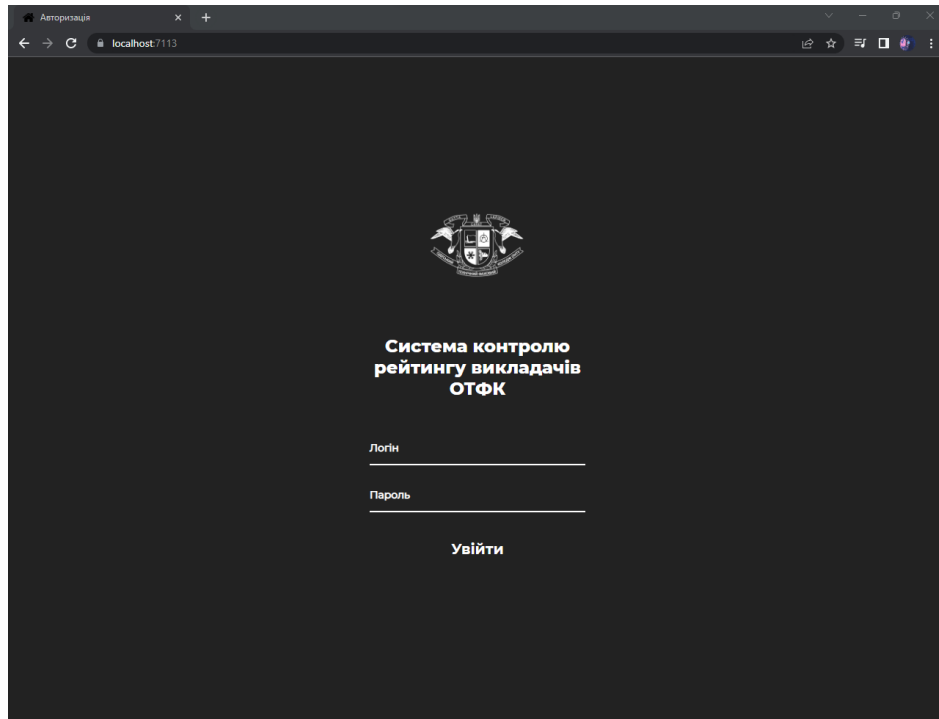 Авторизація
localhost:7113
Система контролю
рейтингу викладачів
ОТФК
Логін
Пароль
Увійти